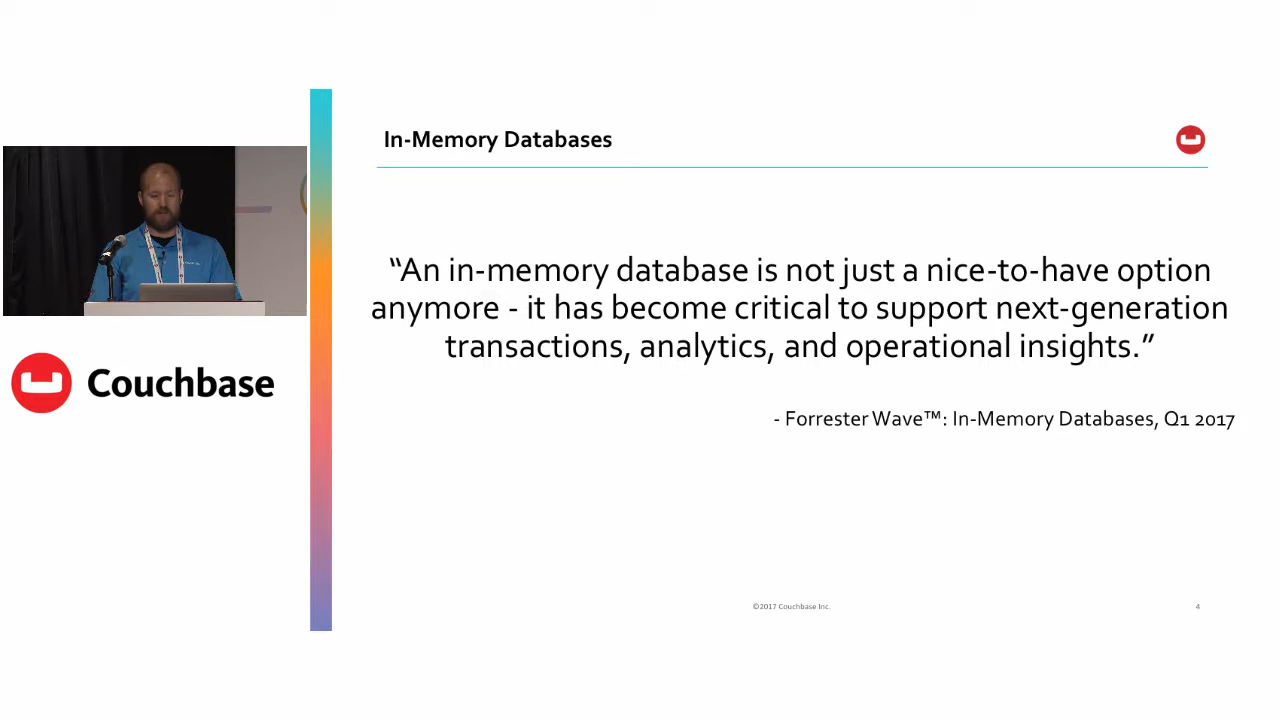 In-Memory Databases
“An in-memory database is not just a nice-to-have option
anymore - it has become critical to support next-generation
transactions, analytics, and operational insights.”
- Forrester Wave™: In-Memory Databases, Q1 2017
Couchbase
©2017 Couchbase Inc.
4